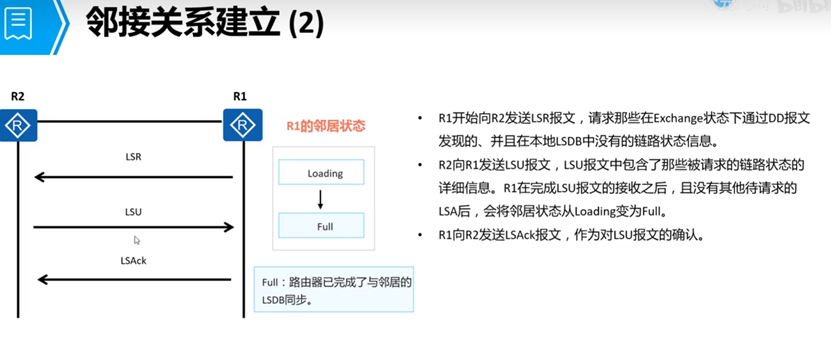 邻接关系建立 (2)
R2
R1
R1的邻居状态
LSR
Loading
LSU
Full
LSAck
Full：路由器已完成了与邻居的
LSDB同步。
• R1开始向R2发送LSR报文，请求那些在Exchange状态下通过DD报文
发现的、并且在本地LSDB中没有的链路状态信息。
• R2向R1发送LSU报文，LSU报文中包含了那些被请求的链路状态的
详细信息。R1在完成LSU报文的接收之后，且没有其他待请求的
LSA后，会将邻居状态从Loading变为Full。
• R1向R2发送LSAck报文，作为对LSU报文的确认。